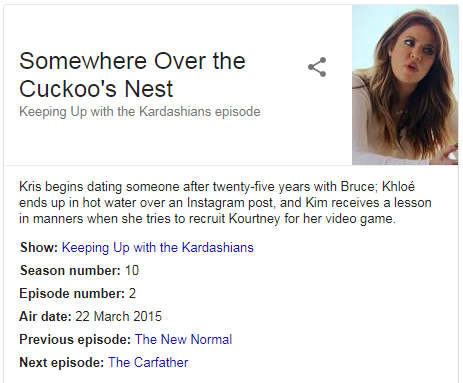 Somewhere Over the
Cuckoo's Nest
Keeping Up with the Kardashians episode
Kris begins dating someone after twenty-five years with Bruce; Khloé
ends up in hot water over an Instagram post, and Kim receives a lesson
in manners when she tries to recruit Kourtney for her video game.
Show: Keeping Up with the Kardashians
Season number: 10
Episode number: 2
Air date: 22 March 2015
Previous episode: The New Normal
Next episode: The Carfather